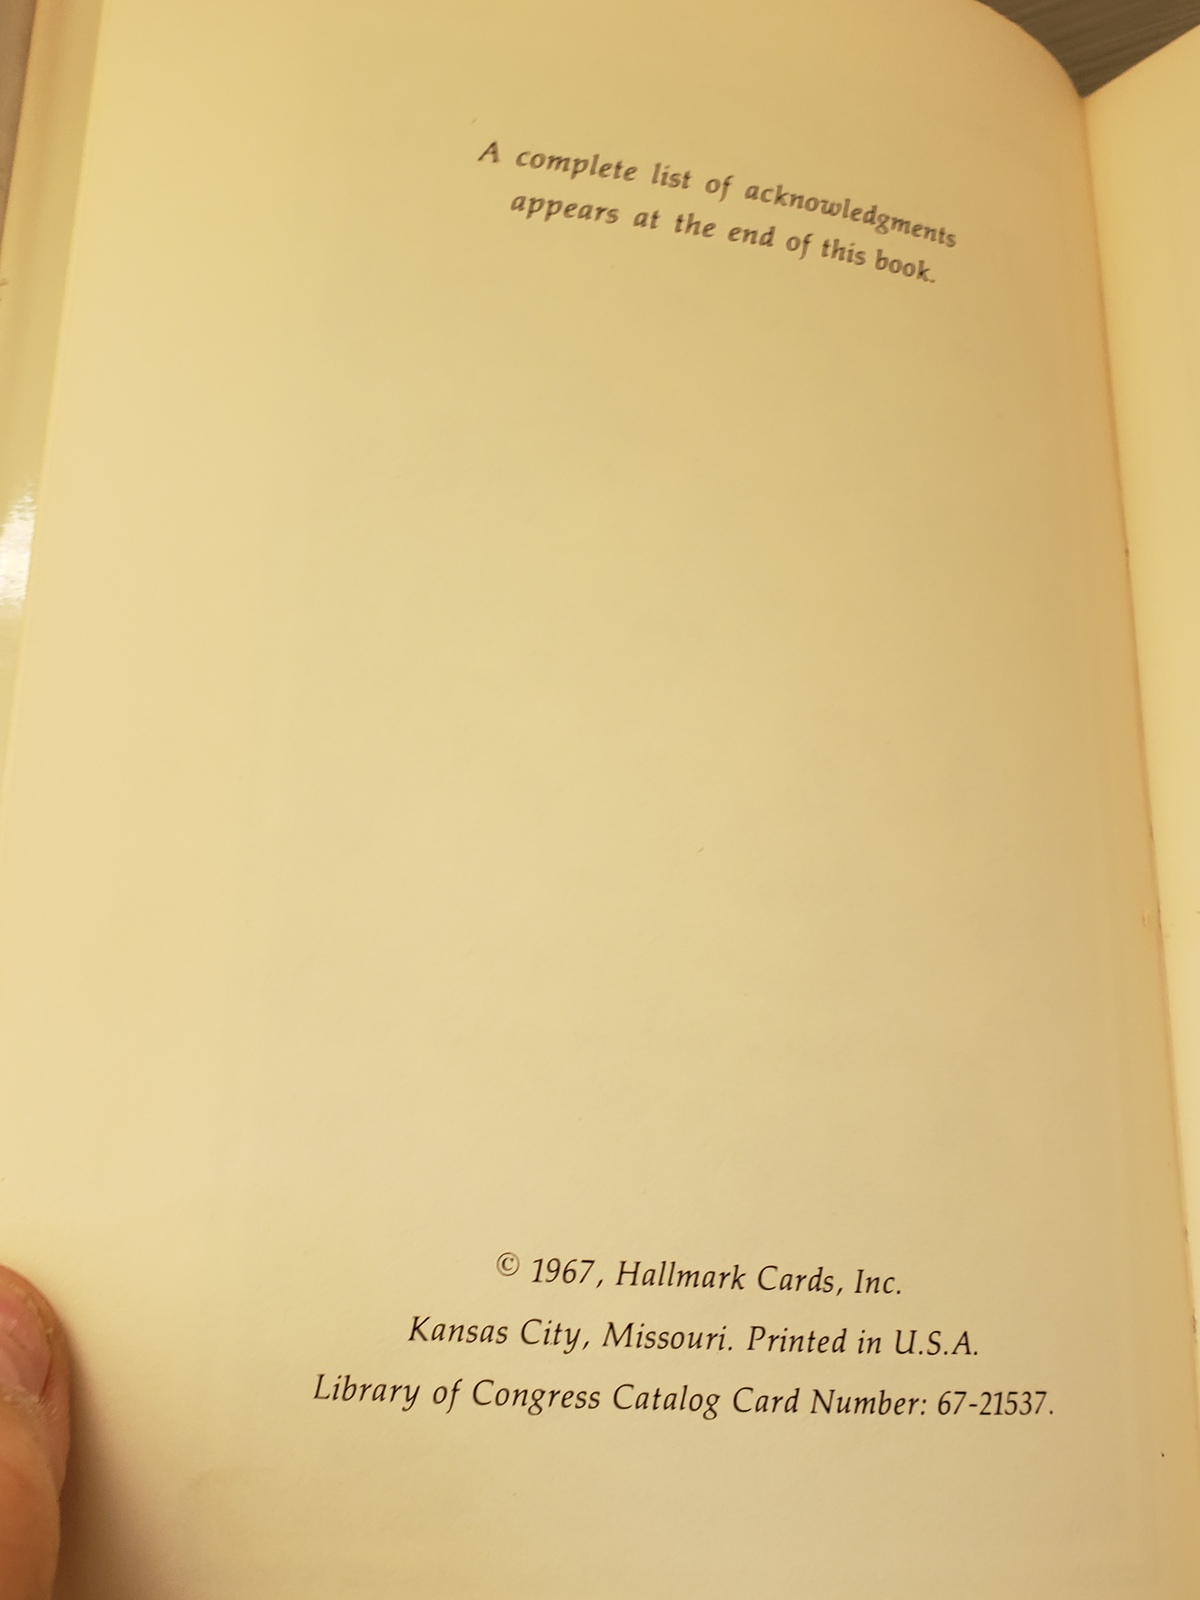 A complete list of acknowledgments
appears at the end of this book.
© 1967, Hallmark Cards, Inc.
Kansas City, Missouri. Printed in U.S.A.
Library of Congress Catalog Card Number: 67-21537.